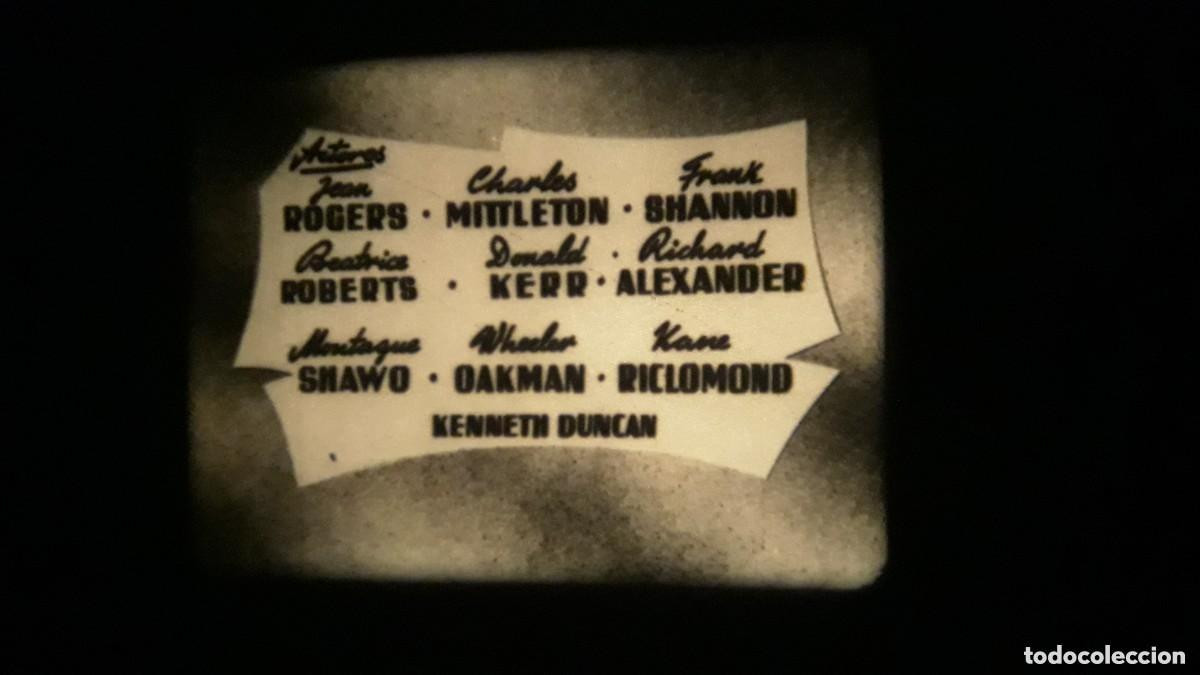 Actores
Jean Charles Frank
ROGERS · MITTLETON · SHANNON
Beatrice Donald · Richard
ROBERTS · KERR · ALEXANDER
Montague Wheeler Kane
SHAWO · OAKMAN · RICLOMOND
KENNETH DUNCAN
todocoleccion